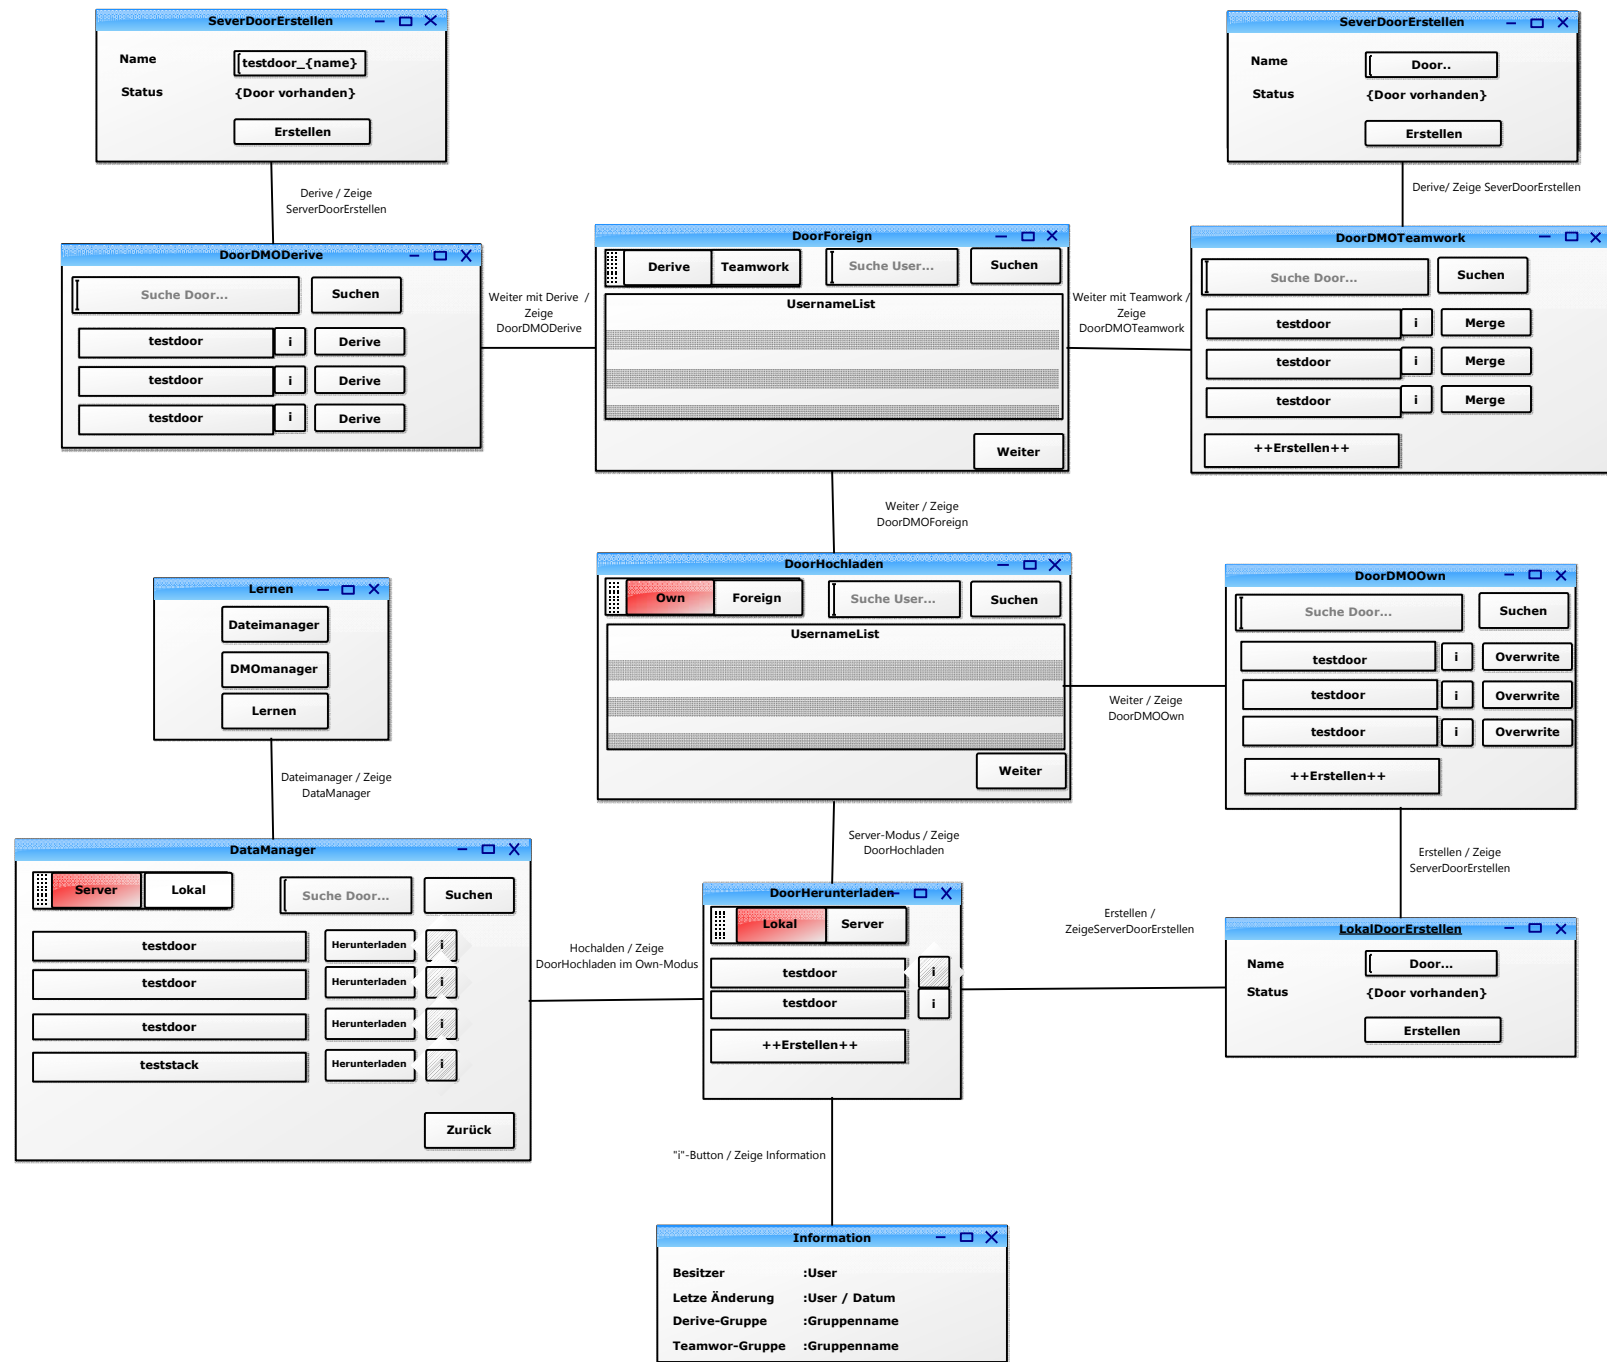 SeverDoorErstellen
Name
testdoor_{name}
Status
{Door vorhanden}
Erstellen
SeverDoorErstellen
Name
Door..
Status
{Door vorhanden}
Erstellen
Derive / Zeige
ServerDoorErstellen
Derive/ Zeige SeverDoorErstellen
DoorDMODerive
Suche Door...
Suchen
testdoor
i
Derive
testdoor
i
Derive
testdoor
i
Derive
Weiter mit Derive /
Zeige
DoorDMODerive
DoorForeign
Derive
Teamwork
Suche User...
Suchen
UsernameList
Weiter
Weiter mit Teamwork /
Zeige
DoorDMOTeamwork
DoorDMOTeamwork
Suche Door...
Suchen
testdoor
i
Merge
testdoor
i
Merge
testdoor
i
Merge
++Erstellen++
Weiter / Zeige
DoorDMOForeign
Lernen
Dateimanager
DMOmanager
Lernen
DoorHochladen
Own
Foreign
Suche User...
Suchen
UsernameList
Weiter
Weiter / Zeige
DoorDMOOwn
DoorDMOOwn
Suche Door...
Suchen
testdoor
i
Overwrite
testdoor
i
Overwrite
testdoor
i
Overwrite
++Erstellen++
Dateimanager / Zeige
DataManager
Server-Modus / Zeige
DoorHochladen
Erstellen / Zeige
ServerDoorErstellen
DataManager
Server
Lokal
Suche Door...
Suchen
testdoor
Herunterladen
i
testdoor
Herunterladen
i
testdoor
Herunterladen
i
teststack
Herunterladen
i
Zurück
Hochalden / Zeige
DoorHochladen im Own-Modus
DoorHerunterladen
Lokal
Server
testdoor
i
testdoor
i
++Erstellen++
Erstellen /
ZeigeServerDoorErstellen
LokalDoorErstellen
Name
Door...
Status
{Door vorhanden}
Erstellen
"i"-Button / Zeige Information
Information
Besitzer :User
Letze Änderung :User / Datum
Derive-Gruppe :Gruppenname
Teamwor-Gruppe :Gruppenname